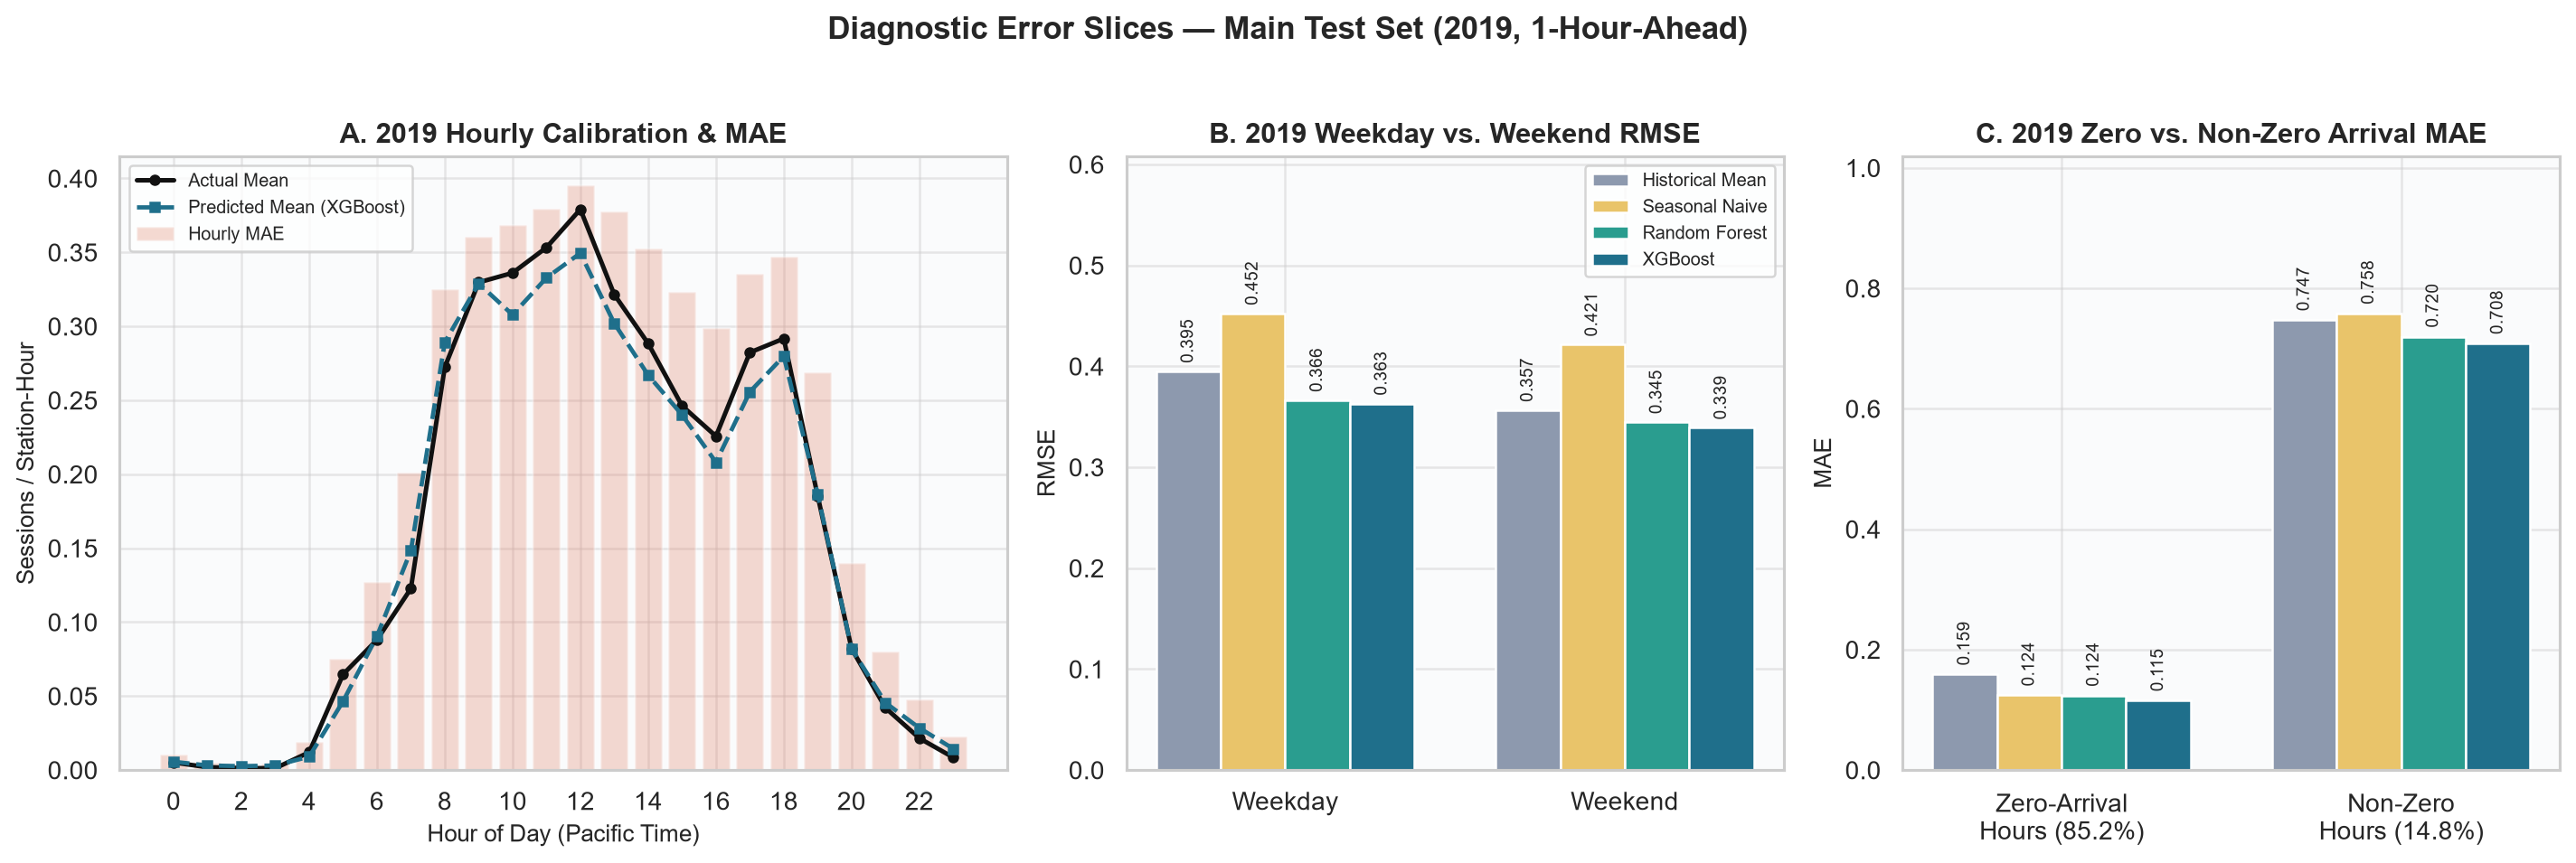 Diagnostic Error Slices — Main Test Set (2019, 1-Hour-Ahead)
A. 2019 Hourly Calibration & MAE
Actual Mean
Predicted Mean (XGBoost)
Hourly MAE
0.40
0.35
0.30
0.25
0.20
0.15
0.10
0.05
0.00
Sessions / Station-Hour
0 2 4 6 8 10 12 14 16 18 20 22
Hour of Day (Pacific Time)
B. 2019 Weekday vs. Weekend RMSE
Historical Mean
Seasonal Naive
Random Forest
XGBoost
0.6
0.5
0.4
0.3
0.2
0.1
0.0
RMSE
0.395
0.452
0.366
0.363
0.357
0.421
0.345
0.339
Weekday Weekend
C. 2019 Zero vs. Non-Zero Arrival MAE
1.0
0.8
0.6
0.4
0.2
0.0
MAE
0.159
0.124
0.124
0.115
0.747
0.758
0.720
0.708
Zero-Arrival
Hours (85.2%)
Non-Zero
Hours (14.8%)